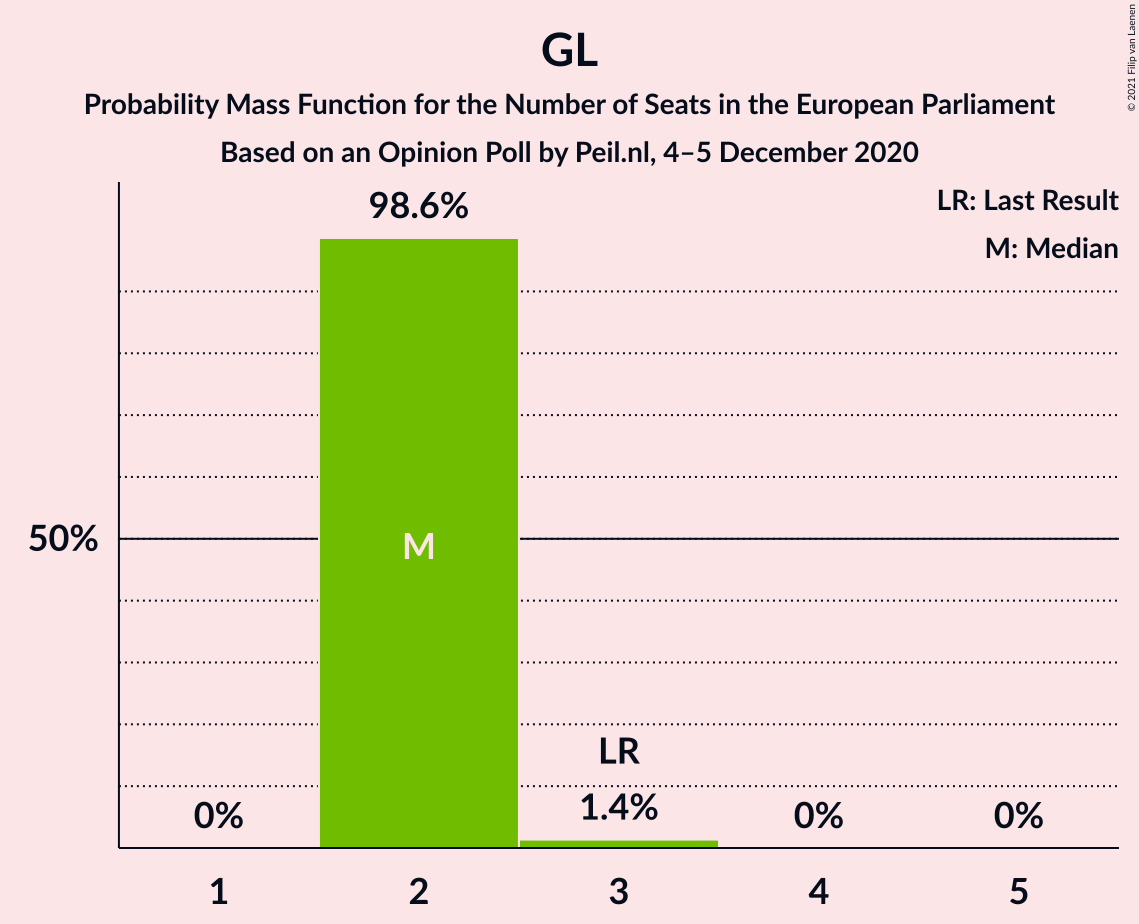 GL
Probability Mass Function for the Number of Seats in the European Parliament
Based on an Opinion Poll by Peil.nl, 4–5 December 2020
© 2021 Filip van Laenen
LR: Last Result
M: Median
98.6%
50%
M
LR
0%
1.4%
0%
0%
1
2
3
4
5